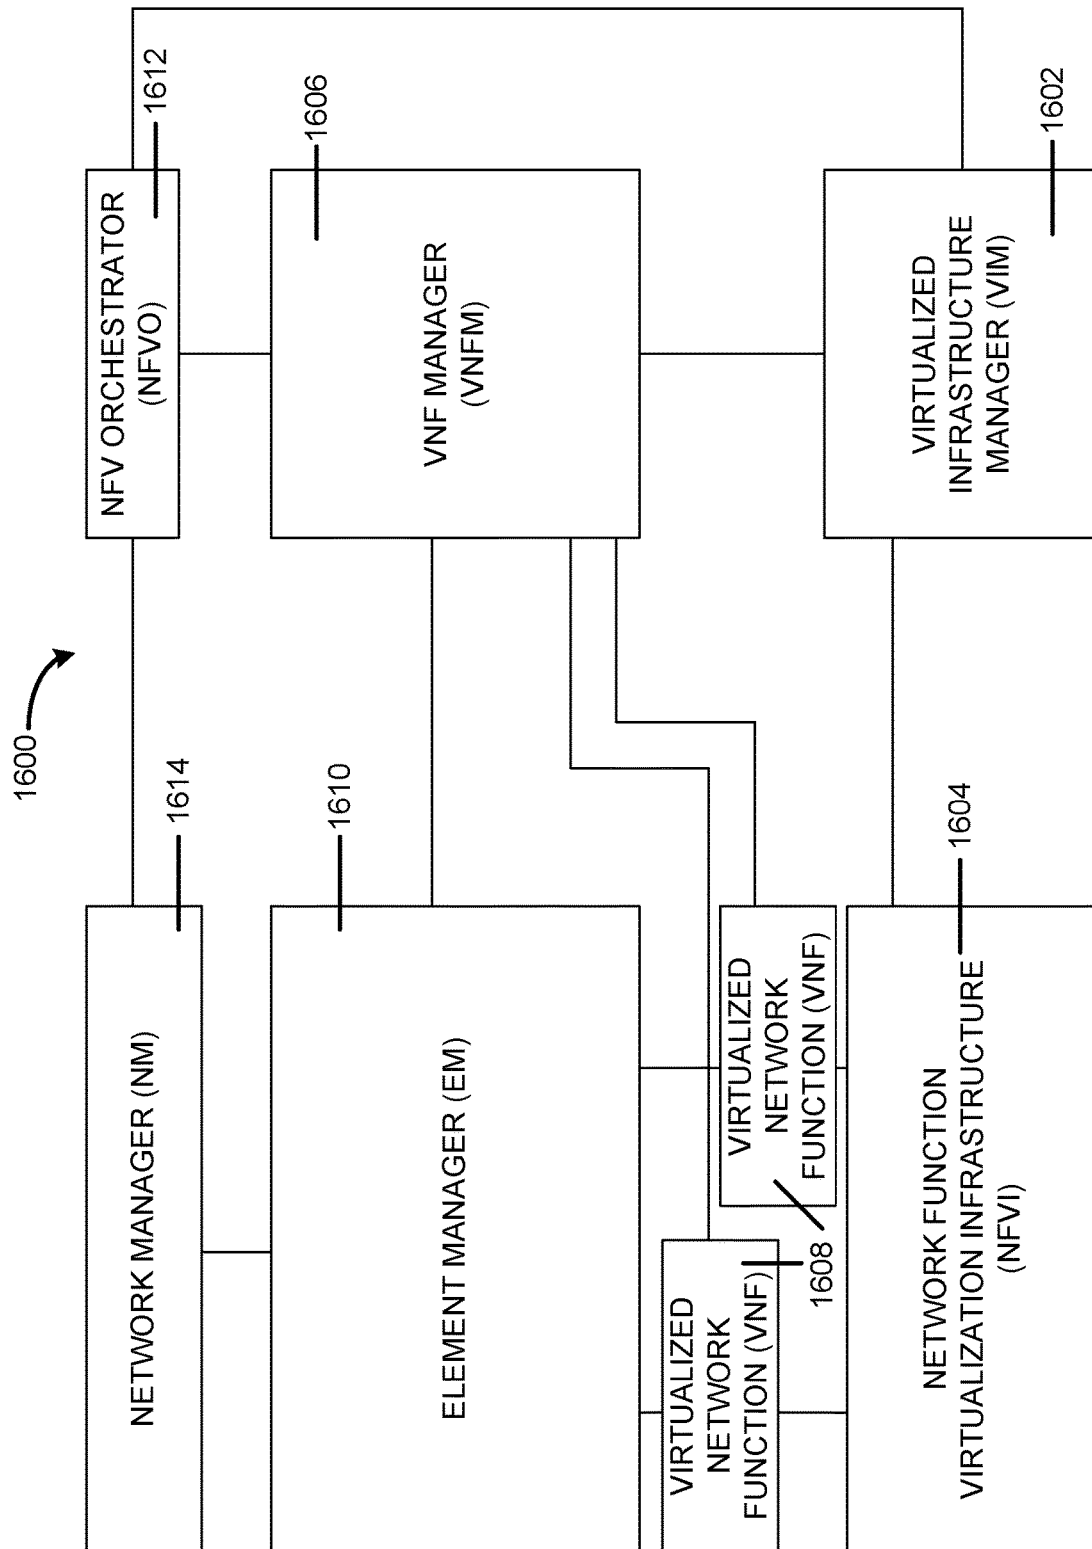 1600
NETWORK MANAGER (NM)
1614
NFV ORCHESTRATOR
(NFVO)
1612
ELEMENT MANAGER (EM)
1610
VNF MANAGER
(VNFM)
1606
VIRTUALIZED
NETWORK
FUNCTION (VNF)
VIRTUALIZED
NETWORK
FUNCTION (VNF)
1608
NETWORK FUNCTION
VIRTUALIZATION INFRASTRUCTURE
(NFVI)
1604
VIRTUALIZED
INFRASTRUCTURE
MANAGER (VIM)
1602